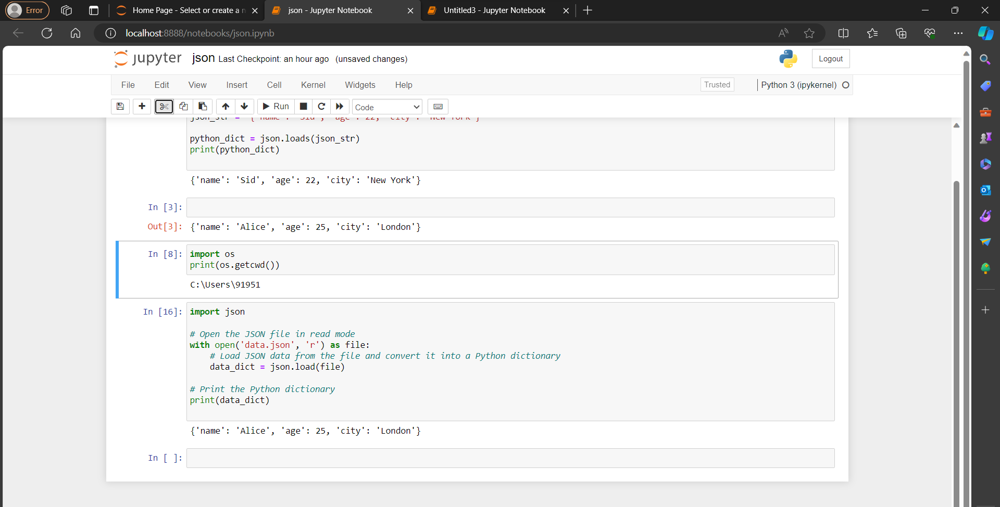 Error
Home Page - Select or create a n
json - Jupyter Notebook
Untitled3 - Jupyter Notebook
localhost:8888/notebooks/json.ipynb
jupyter json Last Checkpoint: an hour ago (unsaved changes)
Logout
File Edit View Insert Cell Kernel Widgets Help
Trusted
Python 3 (ipykernel)
Run
Code
python_dict = json.loads(json_str)
print(python_dict)
{'name': 'Sid', 'age': 22, 'city': 'New York'}
In [3]:
Out[3]: {'name': 'Alice', 'age': 25, 'city': 'London'}
In [8]: import os
print(os.getcwd())
C:\Users\91951
In [16]: import json
# Open the JSON file in read mode
with open('data.json', 'r') as file:
# Load JSON data from the file and convert it into a Python dictionary
data_dict = json.load(file)
# Print the Python dictionary
print(data_dict)
{'name': 'Alice', 'age': 25, 'city': 'London'}
In [ ]: